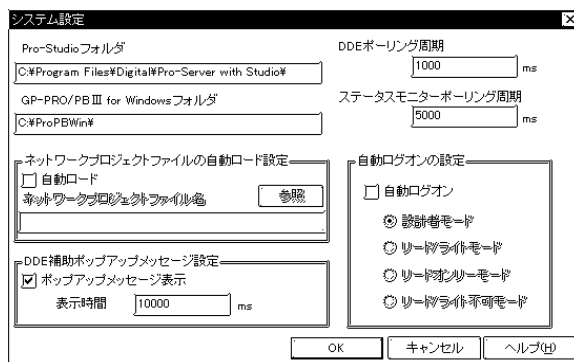 システム設定
Pro-Studioフォルダ
C:¥Program Files¥Digital¥Pro-Server with Studio¥
GP-PRO/PBⅢ for Windowsフォルダ
C:¥ProPBWin¥
DDEポーリング周期
1000 ms
ステータスモニターポーリング周期
5000 ms
ネットワークプロジェクトファイルの自動ロード設定
自動ロード
ネットワークプロジェクトファイル名
参照
DDE補助ポップアップメッセージ設定
ポップアップメッセージ表示
表示時間 10000 ms
自動ログオンの設定
自動ログオン
設計者モード
リード/ライトモード
リードオンリーモード
リード/ライト不可モード
OK キャンセル ヘルプ(H)